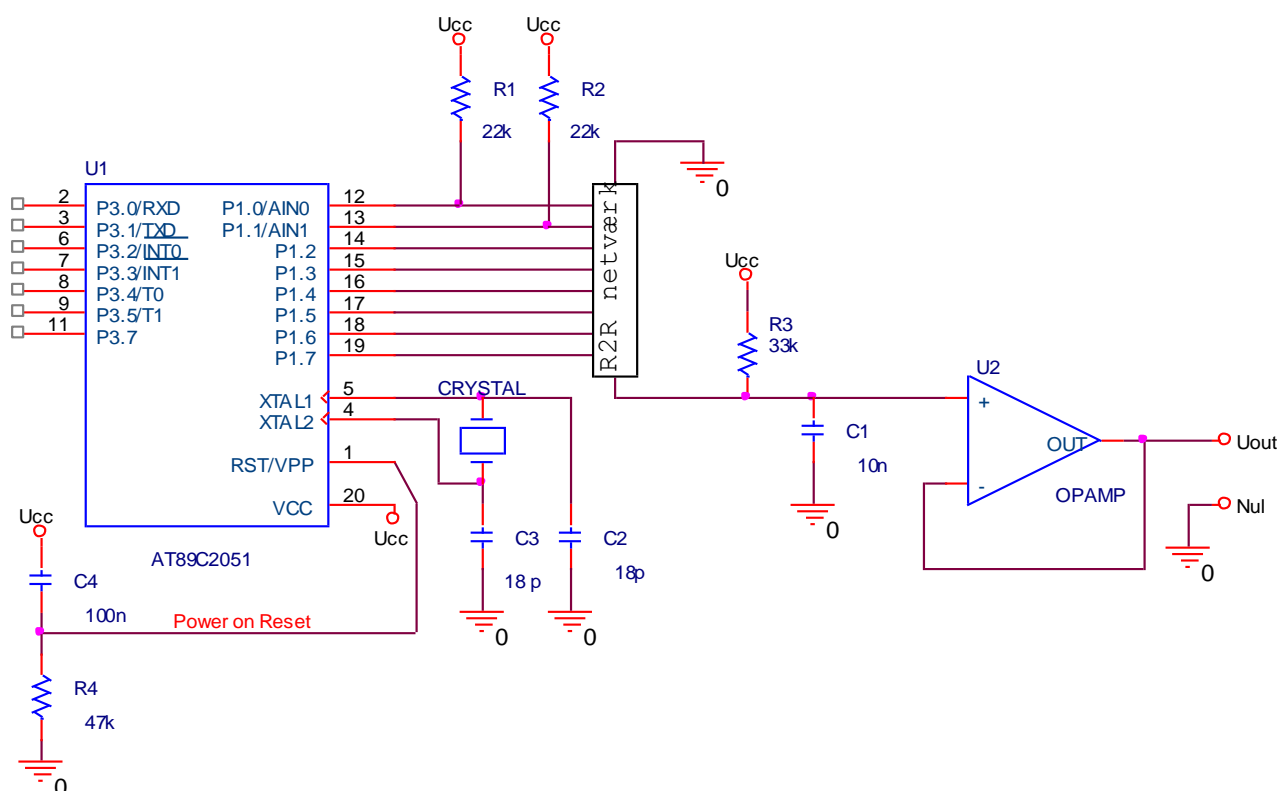 Ucc
Ucc
R1
22k
R2
22k
0
U1
2
3
6
7
8
9
11
P3.0/RXD
P3.1/TXD
P3.2/INT0
P3.3/INT1
P3.4/T0
P3.5/T1
P3.7
P1.0/AIN0
P1.1/AIN1
P1.2
P1.3
P1.4
P1.5
P1.6
P1.7
XTAL1
XTAL2
RST/VPP
VCC
12
13
14
15
16
17
18
19
5
4
1
20
Ucc
AT89C2051
R2R netværk
CRYSTAL
C3
18 p
0
C2
18p
0
Ucc
R3
33k
C1
10n
0
U2
+
-
OUT
OPAMP
Uout
Nul
0
Ucc
C4
100n
Power on Reset
R4
47k
0